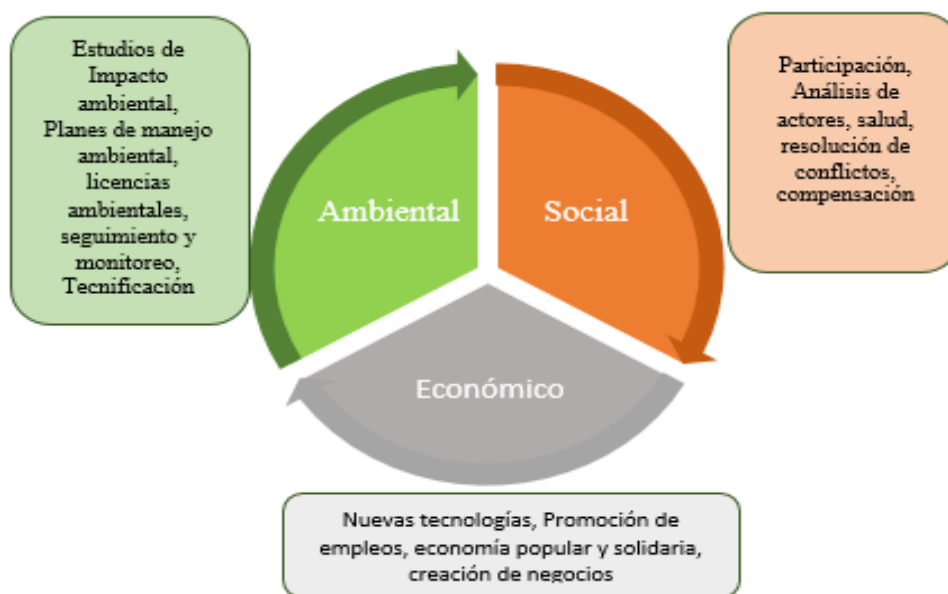 Estudios de
Impacto
ambiental,
Planes de manejo
ambiental,
licencias
ambientales,
seguimiento y
monitoreo,
Tecnificación
Ambiental
Social
Participación,
Análisis de
actores, salud,
resolución de
conflictos,
compensación
Económico
Nuevas tecnologías, Promoción de
empleos, economía popular y solidaria,
creación de negocios